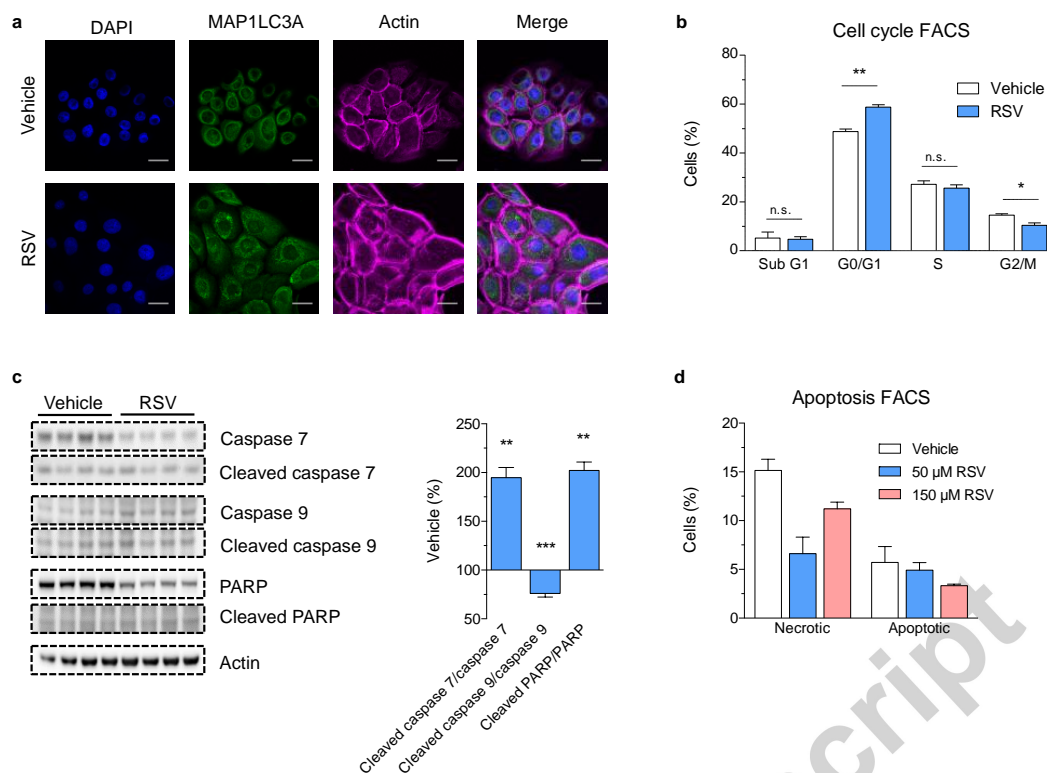 a
DAPI MAP1LC3A Actin Merge
Vehicle
RSV
b
Cell cycle FACS
Cells (%)
80
60
40
20
0
n.s.
**
n.s.
*
Vehicle
RSV
Sub G1 G0/G1 S G2/M
c
Vehicle RSV
Caspase 7
Cleaved caspase 7
Caspase 9
Cleaved caspase 9
PARP
Cleaved PARP
Actin
Vehicle (%)
250
200
150
100
50
**
***
**
Cleaved caspase 7/caspase 7
Cleaved caspase 9/caspase 9
Cleaved PARP/PARP
d
Apoptosis FACS
Cells (%)
20
15
10
5
0
Vehicle
50 µM RSV
150 µM RSV
Necrotic Apoptotic